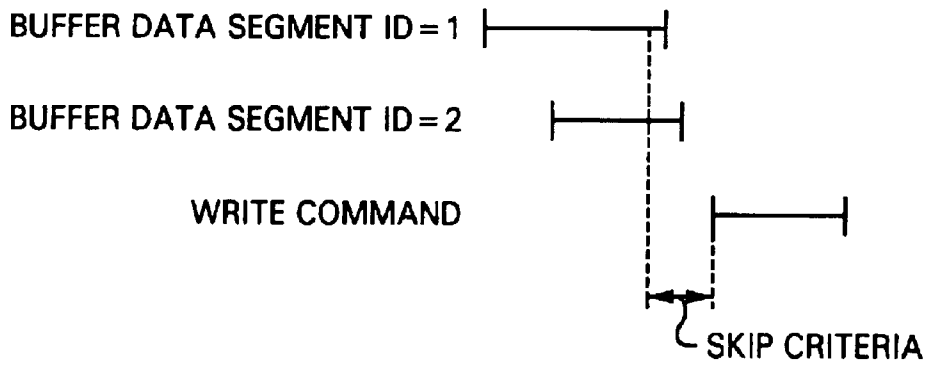 BUFFER DATA SEGMENT ID = 1
BUFFER DATA SEGMENT ID = 2
WRITE COMMAND
SKIP CRITERIA